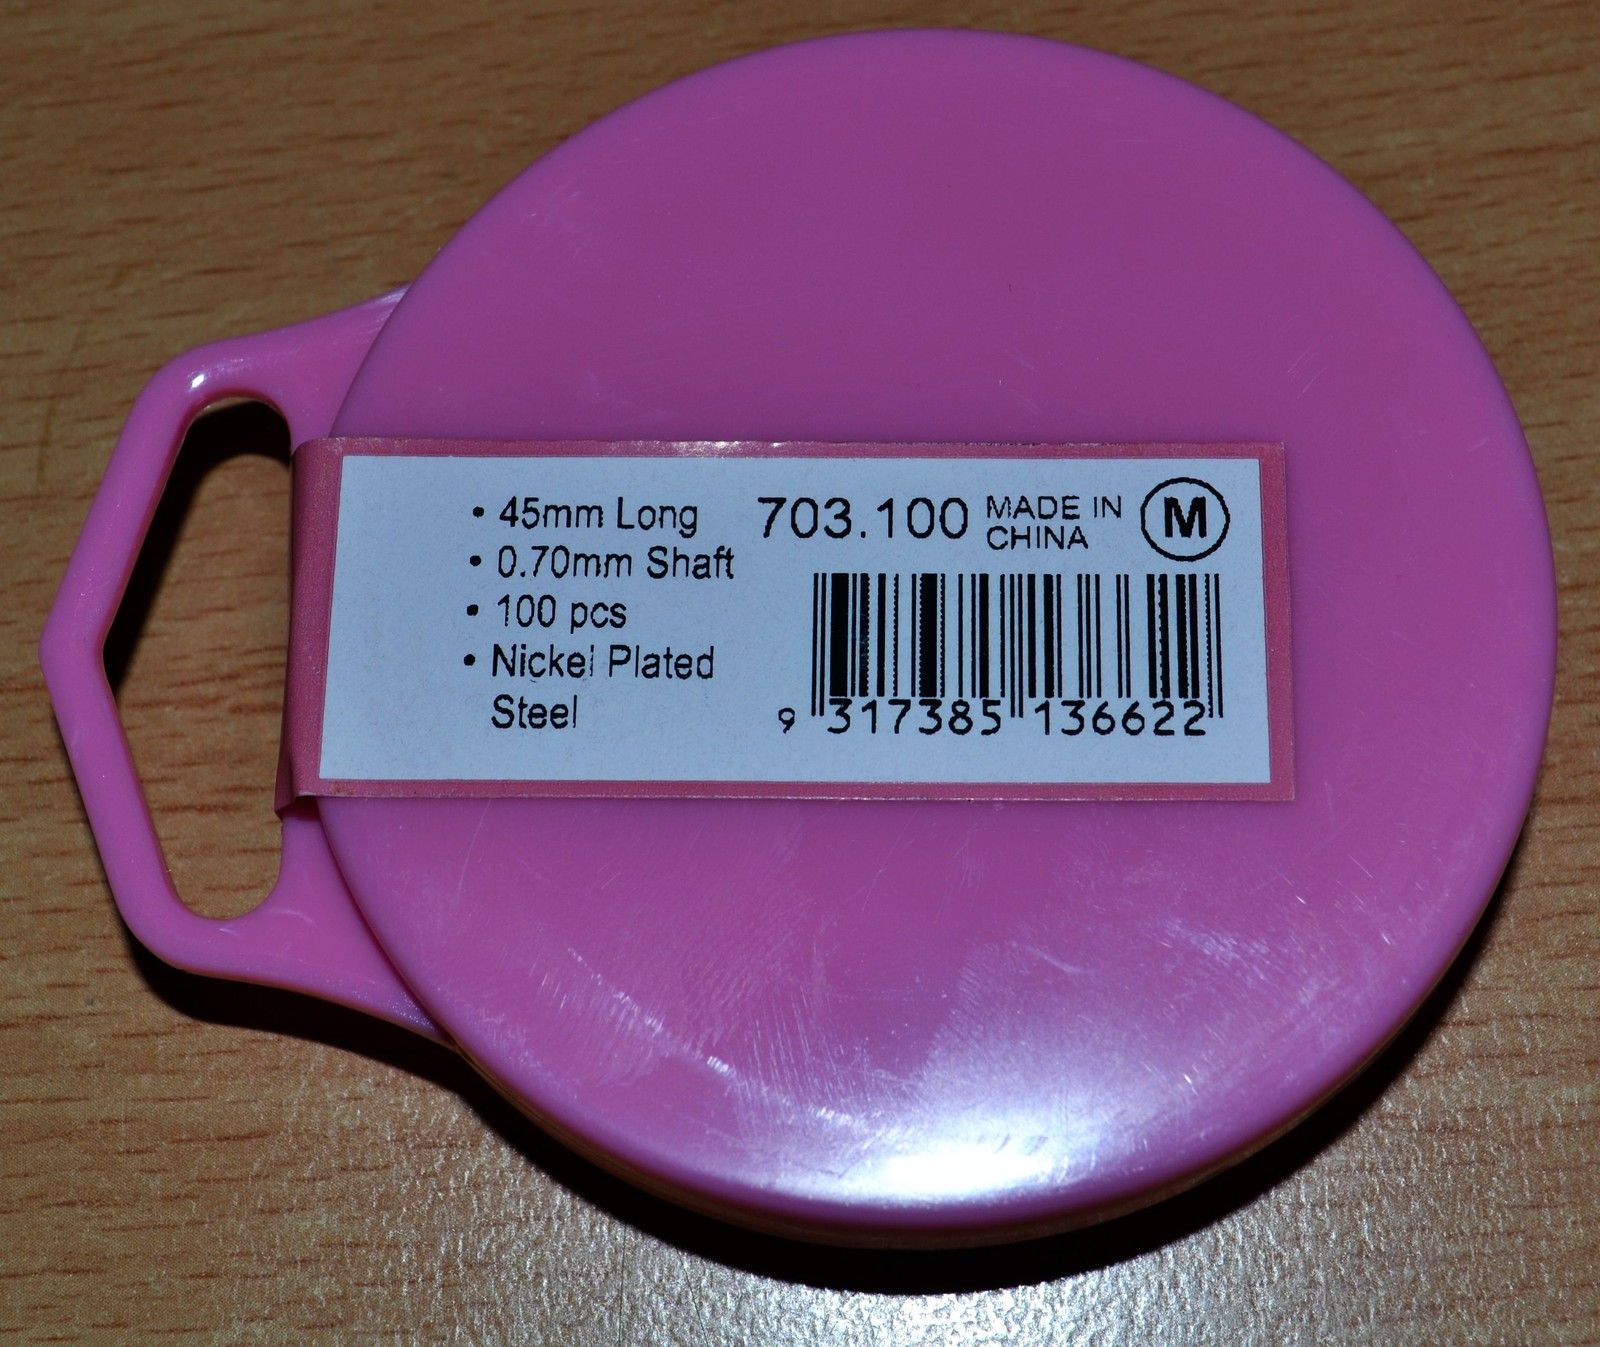 • 45mm Long
• 0.70mm Shaft
• 100 pcs
• Nickel Plated
Steel
703.100
MADE IN
CHINA
M
9 317385 136622